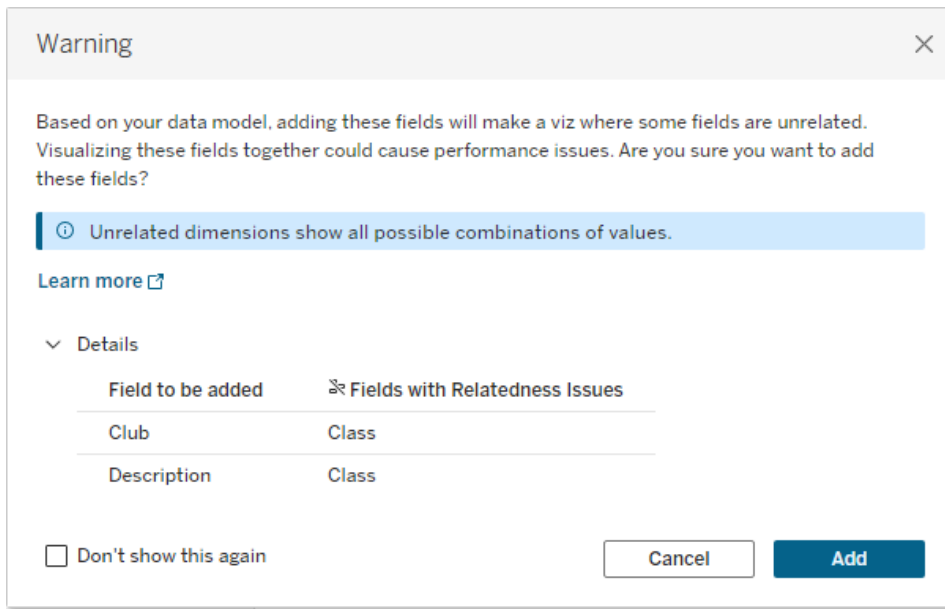 Warning
Based on your data model, adding these fields will make a viz where some fields are unrelated.
Visualizing these fields together could cause performance issues. Are you sure you want to add
these fields?
Unrelated dimensions show all possible combinations of values.
Learn more
Details
Field to be added Fields with Relatedness Issues
Club Class
Description Class
Don't show this again
Cancel Add